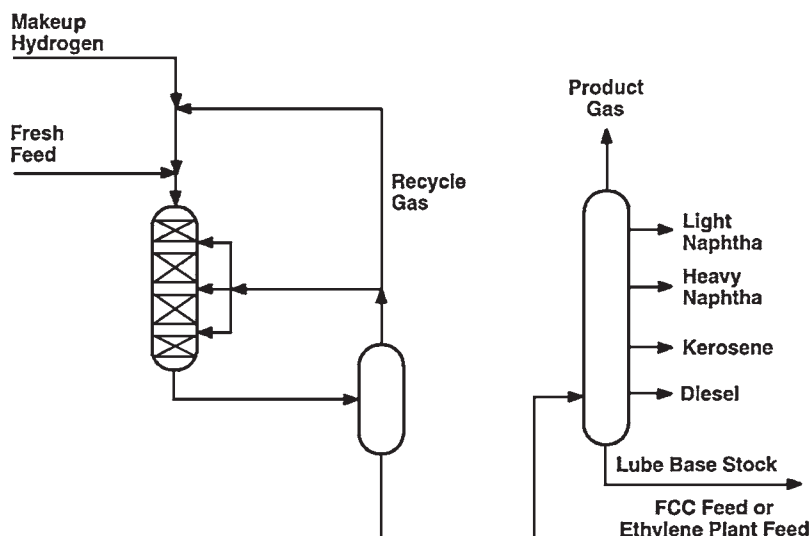 Makeup
Hydrogen
Fresh
Feed
Recycle
Gas
Product
Gas
Light
Naphtha
Heavy
Naphtha
Kerosene
Diesel
Lube Base Stock
FCC Feed or
Ethylene Plant Feed